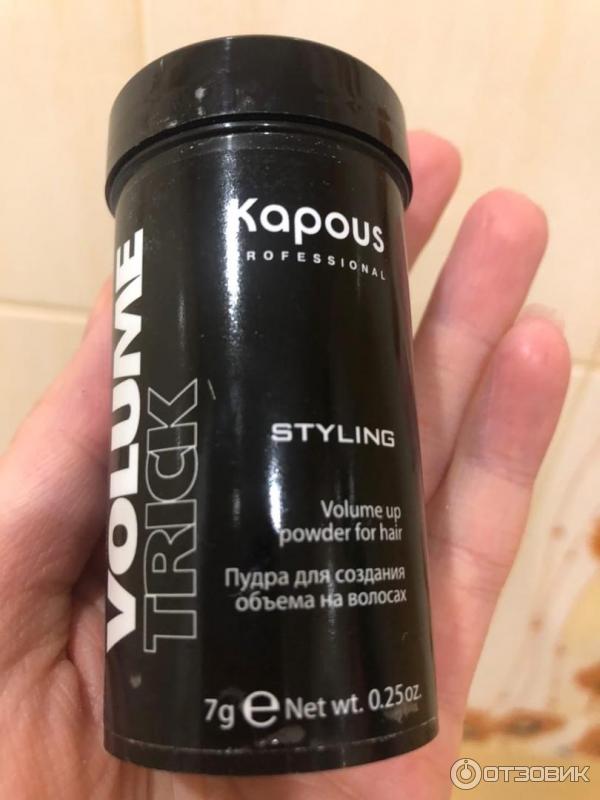 Kapous
PROFESSIONAL
VOLUME
TRICK
STYLING
Volume up
powder for hair
Пудра для создания
объема на волосах
7g e Net wt. 0.25oz.
ОТЗОВИК